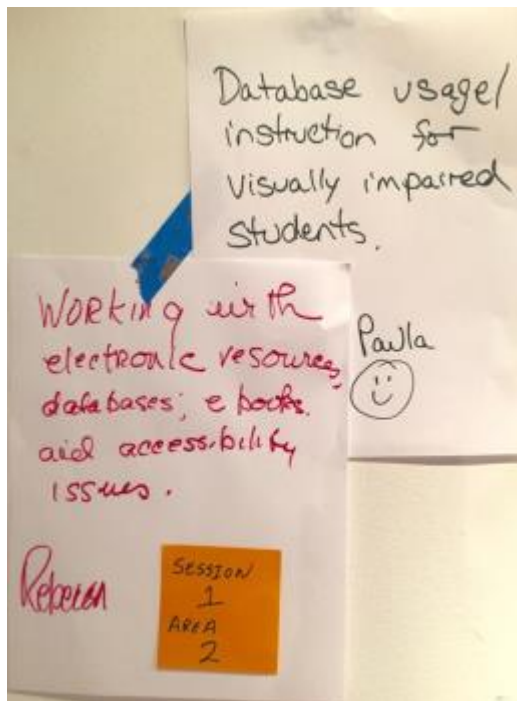 Database usage/
instruction for
visually impaired
students.
Paula
Working with
electronic resources,
databases, e books.
aid accessibility
issues.
Rebecca
SESSION
1
AREA
2